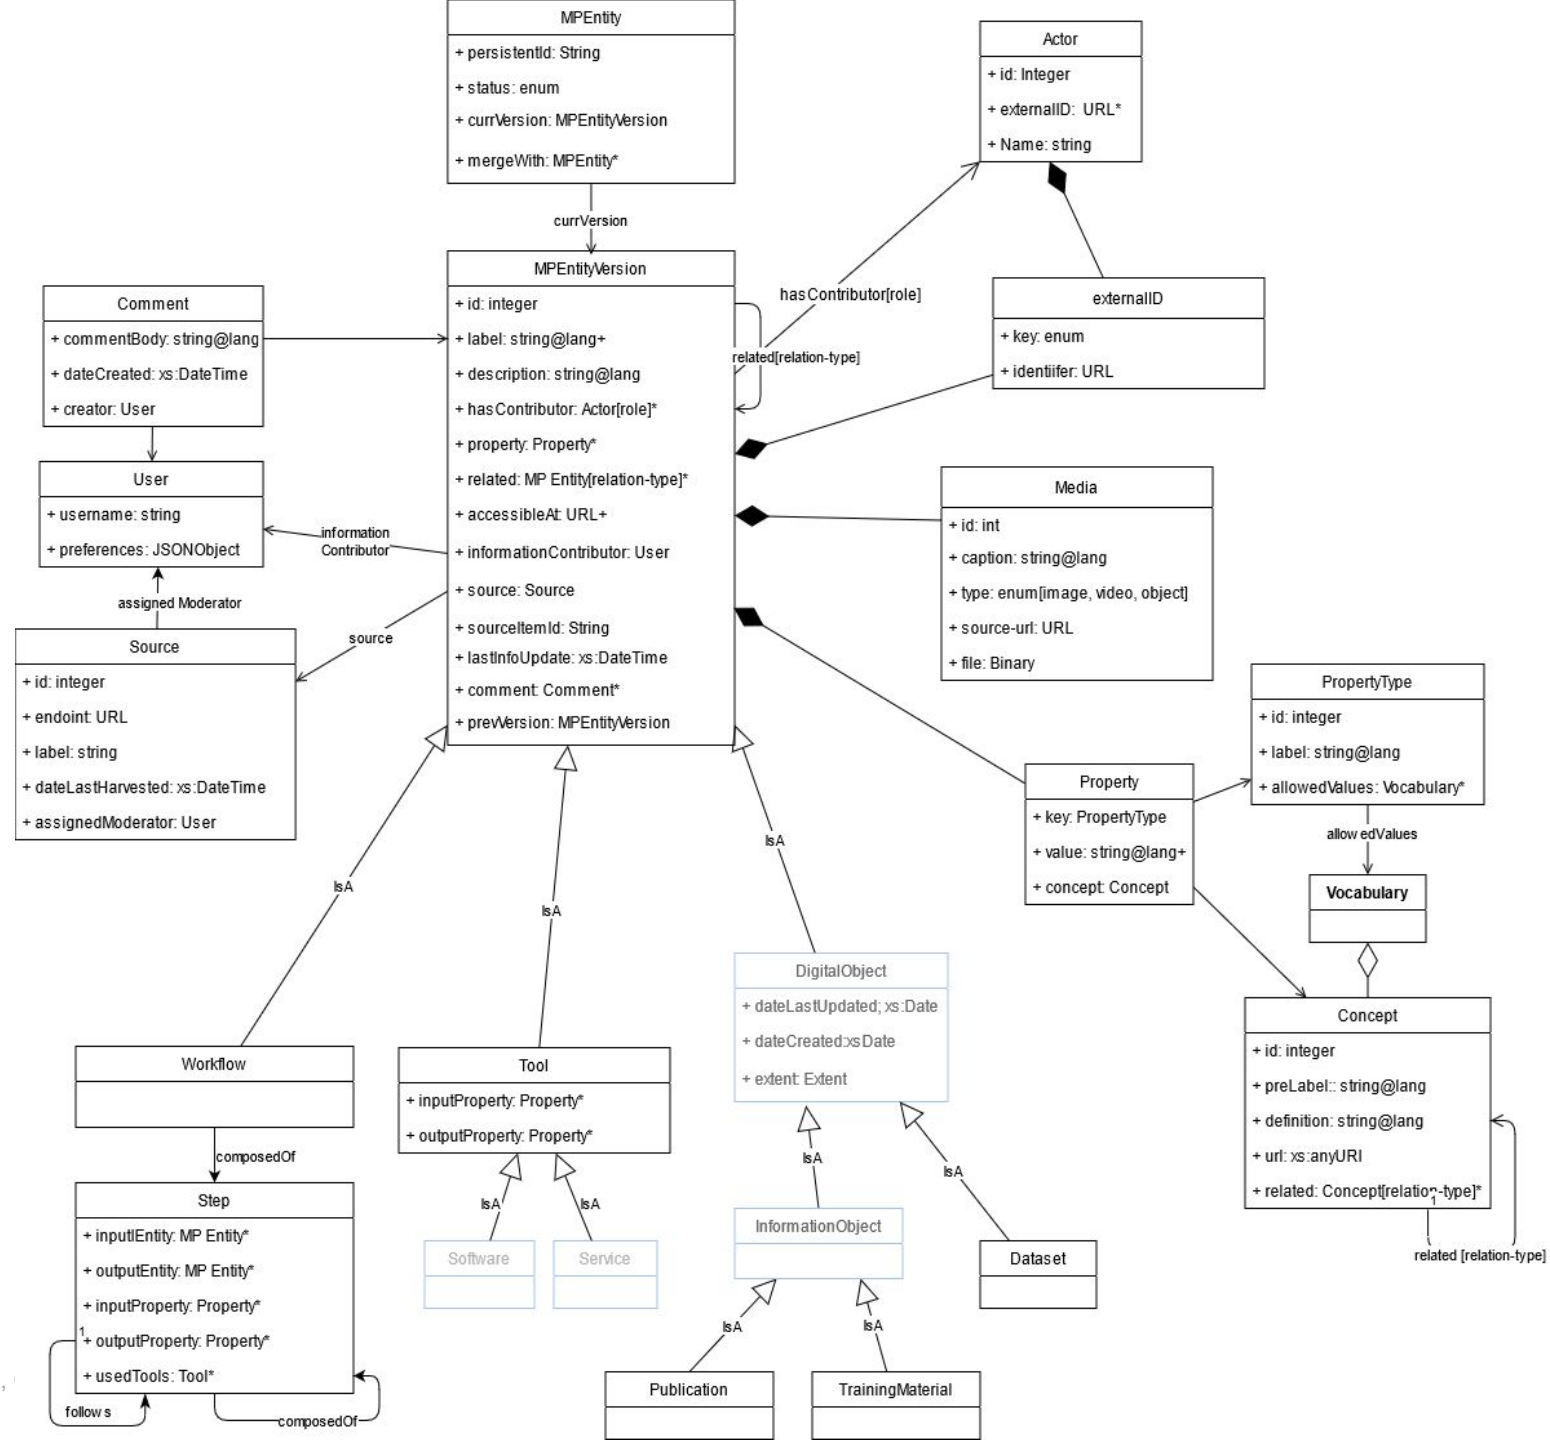 MPEntity
+ persistentId: String
+ status: enum
+ currVersion: MPEntityVersion
+ mergeWith: MPEntity*
currVersion
Actor
+ id: Integer
+ externalID: URL*
+ Name: string
hasContributor[role]
related[relation-type]
MPEntityVersion
+ id: integer
+ label: string@lang+
+ description: string@lang
+ hasContributor: Actor[role]*
+ property: Property*
+ related: MP Entity[relation-type]*
+ accessibleAt: URL+
+ informationContributor: User
+ source: Source
+ sourceItemId: String
+ lastInfoUpdate: xs:DateTime
+ comment: Comment*
+ prevVersion: MPEntityVersion
externalID
+ key: enum
+ identiifer: URL
Comment
+ commentBody: string@lang
+ dateCreated: xs:DateTime
+ creator: User
User
+ username: string
+ preferences: JSONObject
information
Contributor
assigned Moderator
source
Source
+ id: integer
+ endoint: URL
+ label: string
+ dateLastHarvested: xs:DateTime
+ assignedModerator: User
Media
+ id: int
+ caption: string@lang
+ type: enum[image, video, object]
+ source-url: URL
+ file: Binary
PropertyType
+ id: integer
+ label: string@lang
+ allowedValues: Vocabulary*
allowedValues
Property
+ key: PropertyType
+ value: string@lang+
+ concept: Concept
Vocabulary
Concept
+ id: integer
+ preLabel:: string@lang
+ definition: string@lang
+ url: xs:anyURI
+ related: Concept[relation-type]*
1
related [relation-type]
IsA
IsA
IsA
DigitalObject
+ dateLastUpdated; xs:Date
+ dateCreated:xsDate
+ extent: Extent
Workflow
composedOf
Tool
+ inputProperty: Property*
+ outputProperty: Property*
IsA
IsA
Software
Service
IsA
IsA
InformationObject
Dataset
IsA
IsA
Publication
TrainingMaterial
Step
+ inputIEntity: MP Entity*
+ outputEntity: MP Entity*
+ inputProperty: Property*
1
+ outputProperty: Property*
+ usedTools: Tool*
follows
composedOf